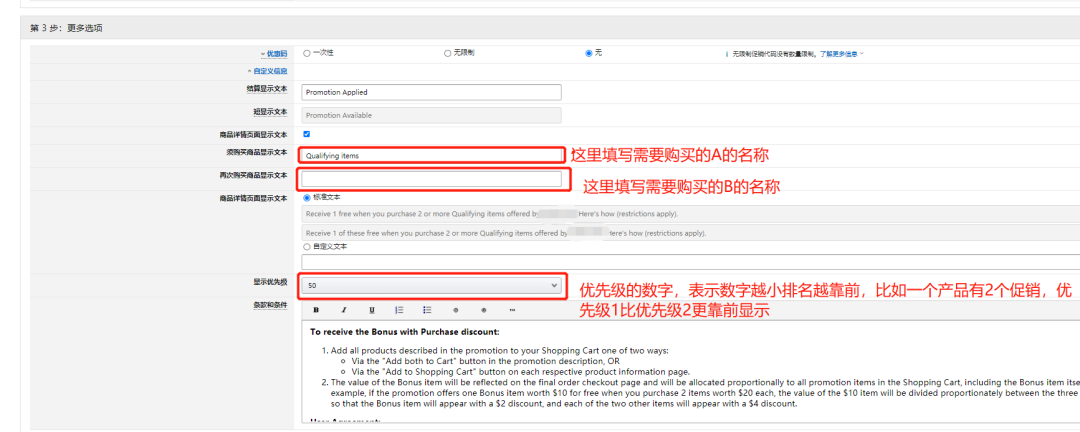 第 3 步：更多选项
优惠码
一次性
无限制
无
无限制促销代码没有数量限制。了解更多信息
自定义信息
结算显示文本
Promotion Applied
短显示文本
Promotion Available
商品详情页面显示文本
须购买商品显示文本
Qualifying items
这里填写需要购买的A的名称
再次购买商品显示文本
这里填写需要购买的B的名称
商品详情页面显示文本
标准文本
Receive 1 free when you purchase 2 or more Qualifying items offered by Here's how (restrictions apply).
Receive 1 of these free when you purchase 2 or more Qualifying items offered by Here's how (restrictions apply).
自定义文本
显示优先级
50
优先级的数字，表示数字越小排名越靠前，比如一个产品有2个促销，优
先级1比优先级2更靠前显示
条款和条件
B I U
To receive the Bonus with Purchase discount:
1. Add all products described in the promotion to your Shopping Cart one of two ways:
Via the "Add both to Cart" button in the promotion description, OR
Via the "Add to Shopping Cart" button on each respective product information page.
2. The value of the Bonus item will be reflected on the final order checkout page and will be allocated proportionally to all promotion items in the Shopping Cart, including the Bonus item itse
example, if the promotion offers one Bonus item worth $10 for free when you purchase 2 items worth $20 each, the value of the $10 item will be divided proportionately between the three
so that the Bonus item will appear with a $2 discount, and each of the two other items will appear with a $4 discount.
User Agreement: